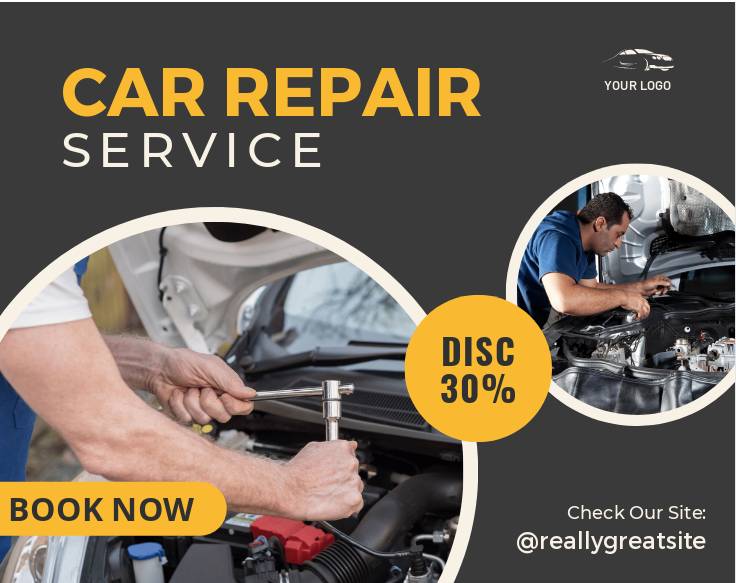 CAR REPAIR
SERVICE
YOUR LOGO
DISC
30%
BOOK NOW
Check Our Site:
@reallygreatsite